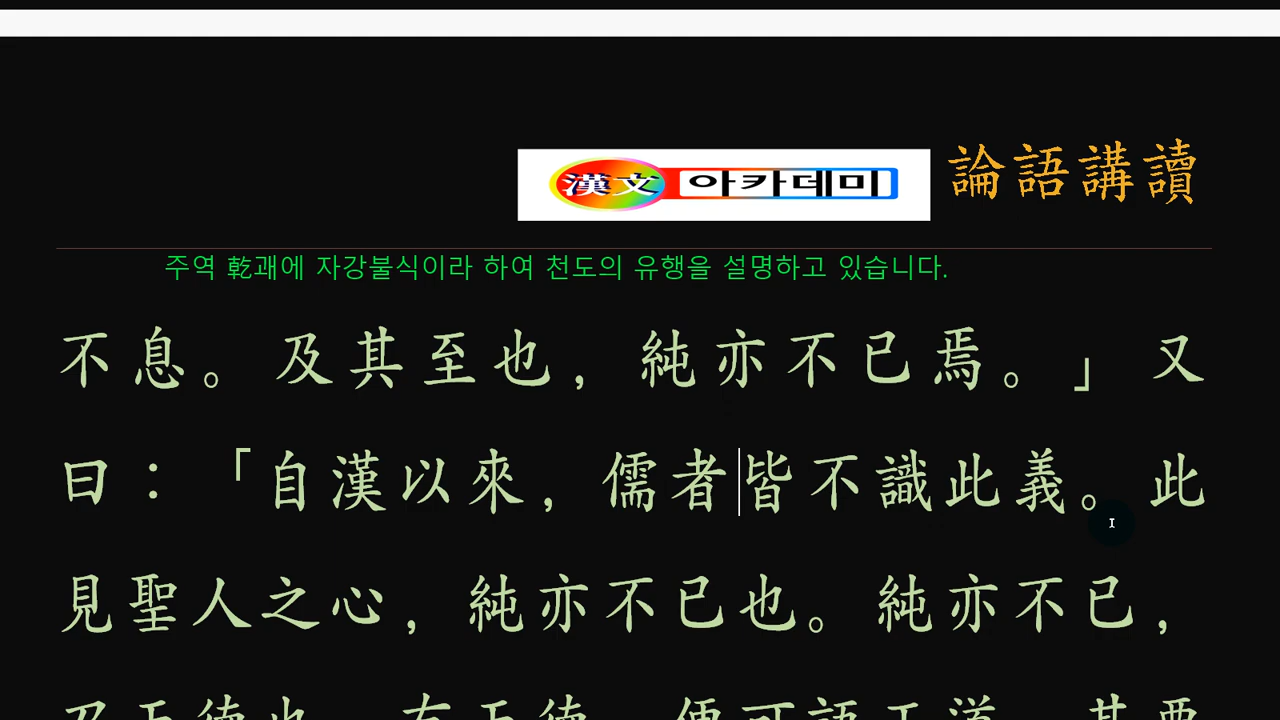 漢文 아카데미
論語講讀
주역 乾괘에 자강불식이라 하여 천도의 유행을 설명하고 있습니다.
不息。及其至也，純亦不已焉。」又
曰：「自漢以來，儒者皆不識此義。此
見聖人之心，純亦不已也。純亦不已，